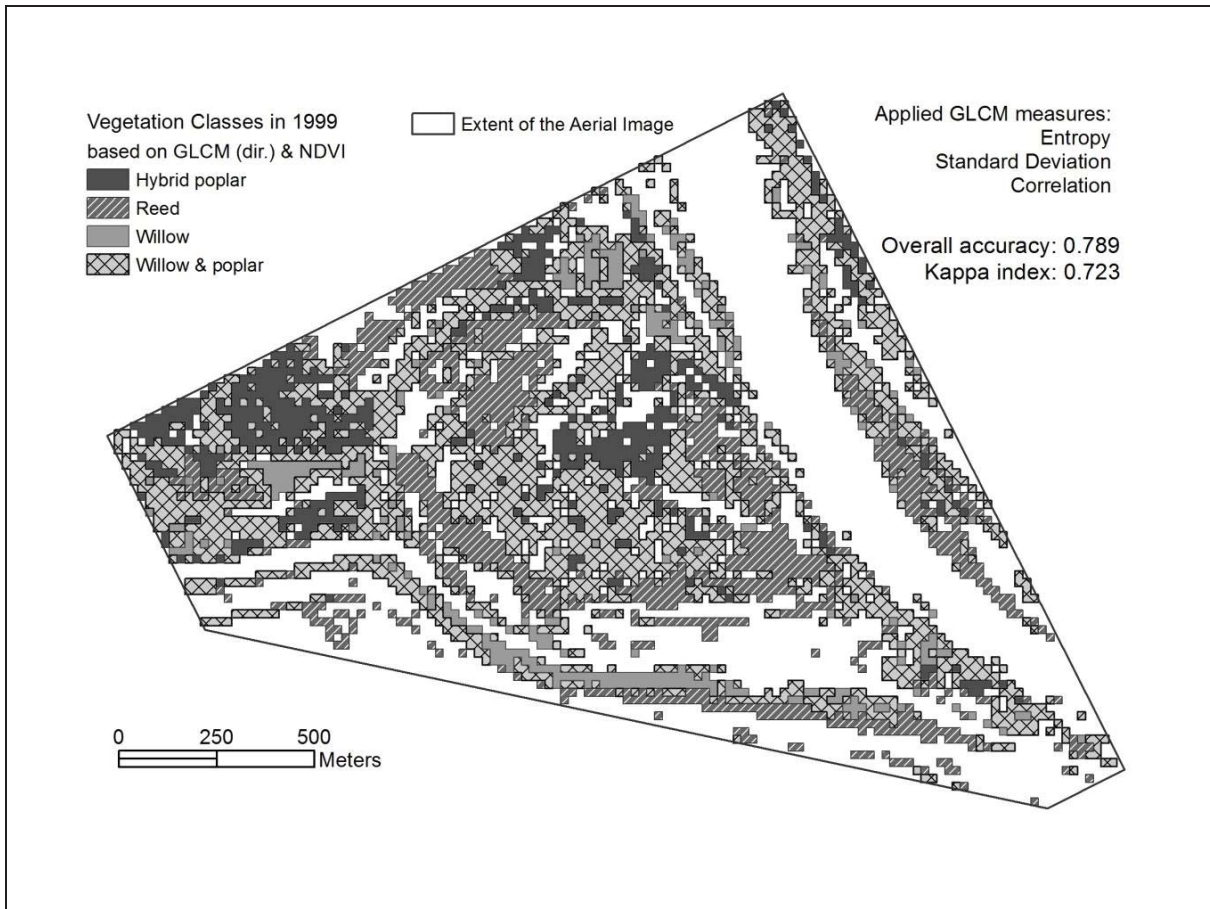 Vegetation Classes in 1999
based on GLCM (dir.) & NDVI
Hybrid poplar
Reed
Willow
Willow & poplar
Extent of the Aerial Image
Applied GLCM measures:
Entropy
Standard Deviation
Correlation
Overall accuracy: 0.789
Kappa index: 0.723
0 250 500
Meters